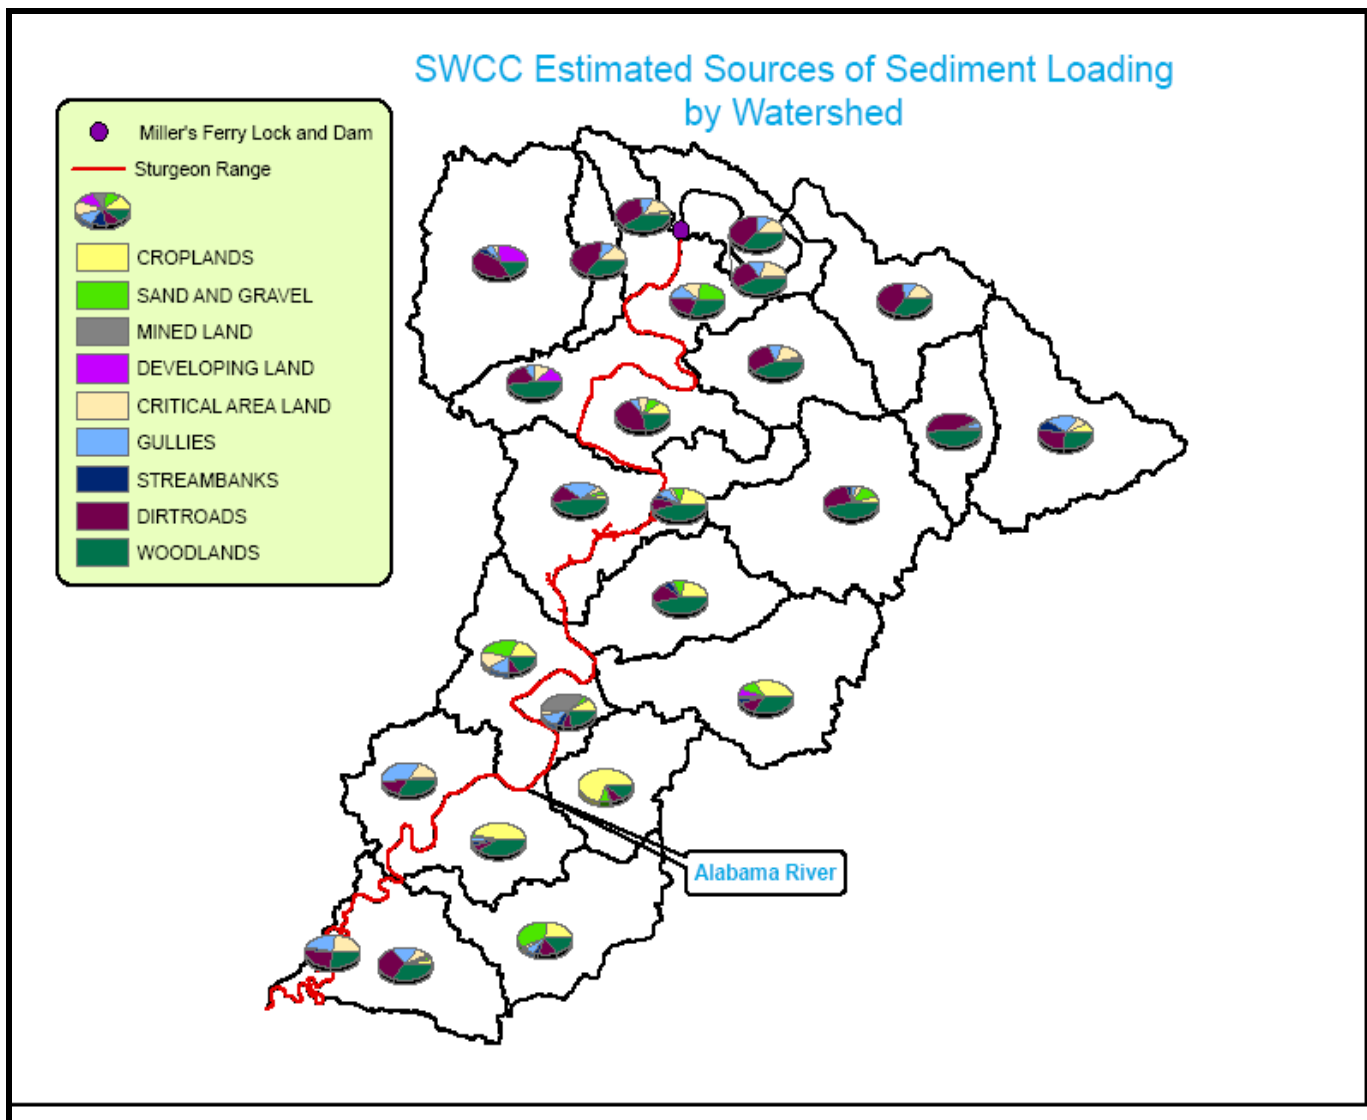 SWCC Estimated Sources of Sediment Loading
by Watershed
Miller's Ferry Lock and Dam
Sturgeon Range
CROPLANDS
SAND AND GRAVEL
MINED LAND
DEVELOPING LAND
CRITICAL AREA LAND
GULLIES
STREAMBANKS
DIRTROADS
WOODLANDS
Alabama River